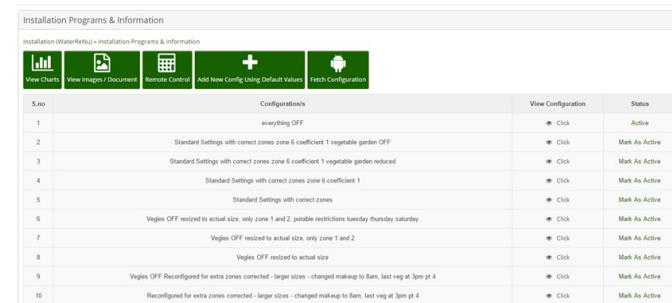 Installation Programs & Information
Installation (WaterReNu) » Installation Programs & Information
View Charts View Images / Document Remote Control Add New Config Using Default Values Fetch Configuration
S.no Configuration/s View Configuration Status
1 everything OFF Click Active
2 Standard Settings with correct zones zone 6 coefficient 1 vegetable garden OFF Click Mark As Active
3 Standard Settings with correct zones zone 6 coefficient 1 vegetable garden reduced Click Mark As Active
4 Standard Settings with correct zones zone 6 coefficient 1 Click Mark As Active
5 Standard Settings with correct zones Click Mark As Active
6 Vegies OFF resized to actual size, only zone 1 and 2, potable restrictions tuesday thursday saturday Click Mark As Active
7 Vegies OFF resized to actual size, only zone 1 and 2 Click Mark As Active
8 Vegies OFF resized to actual size Click Mark As Active
9 Vegies OFF Reconfigured for extra zones corrected - larger sizes - changed makeup to 8am, last veg at 3pm pt 4 Click Mark As Active
10 Reconfigured for extra zones corrected - larger sizes - changed makeup to 8am, last veg at 3pm pt 4 Click Mark As Active